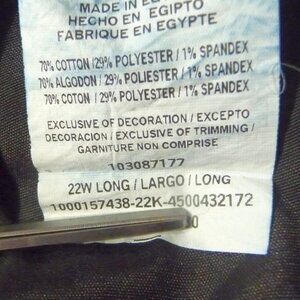 MADE IN
HECHO EN EGIPTO
FABRIQUE EN EGYPTE
70% COTTON / 29% POLYESTER / 1% SPANDEX
70% ALGODON / 29% POLIESTER / 1% SPANDEX
70% COTON / 29% POLYESTER / 1% SPANDEX
EXCLUSIVE OF DECORATION / EXCEPTO
DECORACION / EXCLUSIVE OF TRIMMING /
GARNITURE NON COMPRISE
103087177
22W LONG / LARGO / LONG
1000157438-22K-4500432172